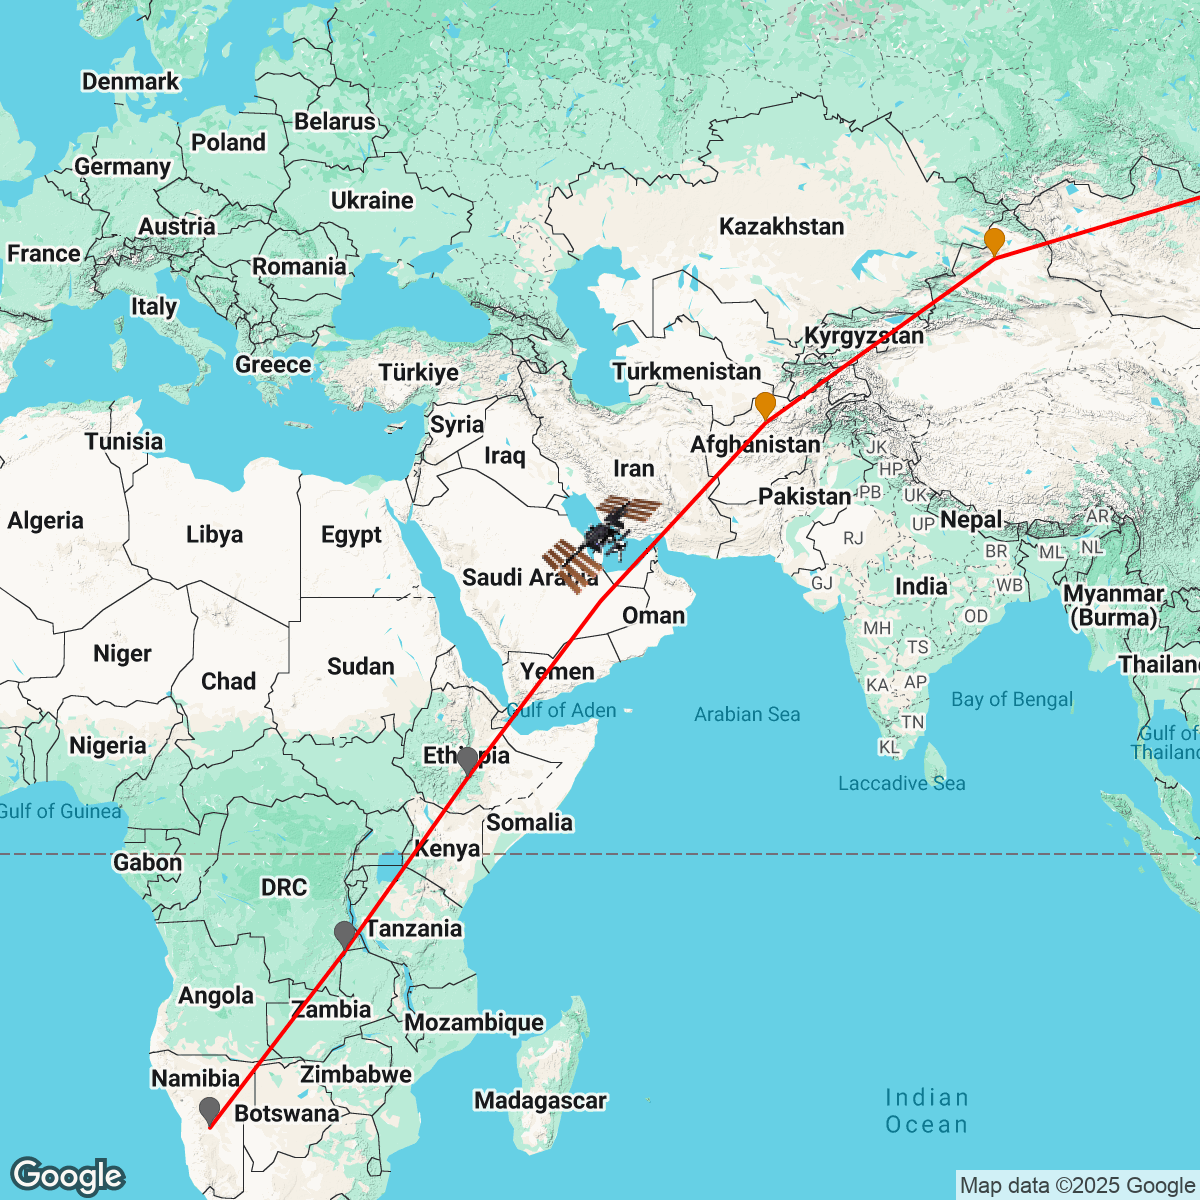 Denmark
Belarus
Poland
Germany
Ukraine
Austria
Kazakhstan
France
Romania
Italy
Kyrgyzstan
Greece
Türkiye
Turkmenistan
Syria
Tunisia
Afghanistan
JK
Iraq
Iran
HP
Pakistan
PB
UK
Algeria
Libya
Egypt
Nepal
AR
UP
RJ
NL
BR
ML
Saudi Arabia
GJ
India
WB
Myanmar
(Burma)
Oman
OD
MH
TS
Niger
Sudan
Yemen
Thailand
Chad
KA
AP
Bay of Bengal
Gulf of Aden
Arabian Sea
TN
Nigeria
Ethiopia
KL
Gulf of
Thailand
Laccadive Sea
Gulf of Guinea
Somalia
Kenya
Gabon
DRC
Tanzania
Angola
Zambia
Mozambique
Namibia
Zimbabwe
Madagascar
Botswana
Indian
Ocean
Google
Map data ©2025 Google